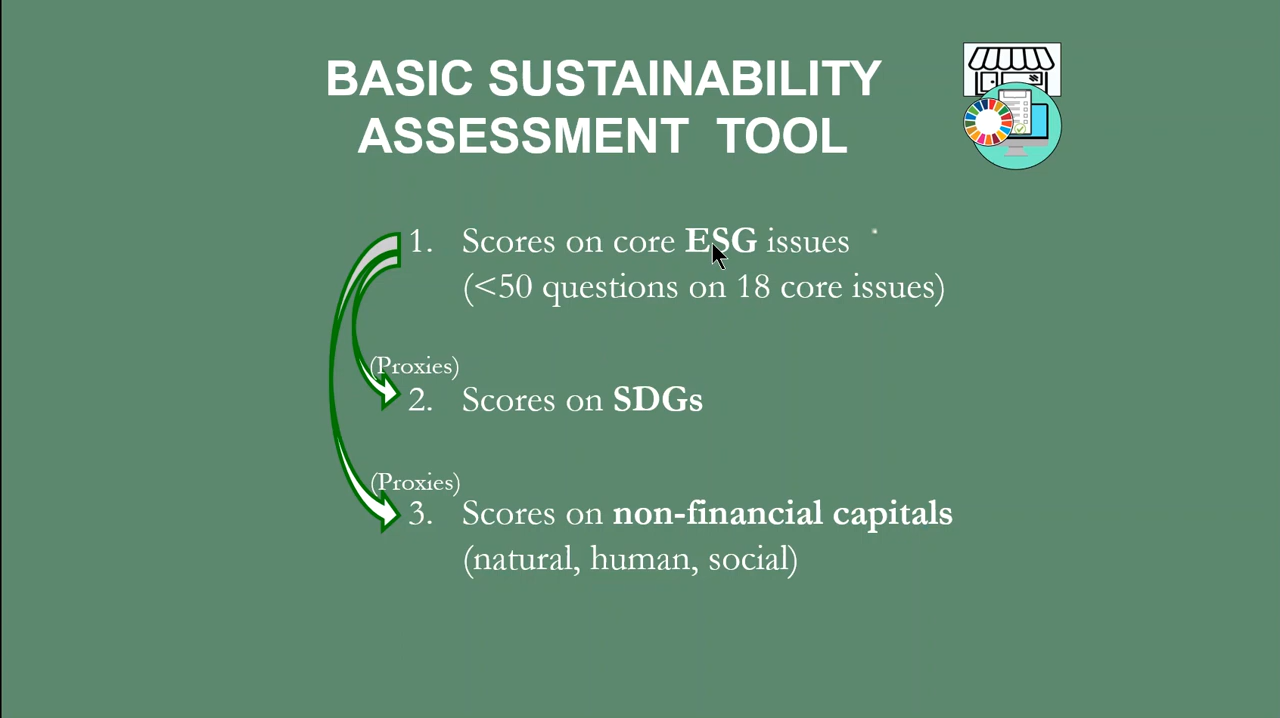 BASIC SUSTAINABILITY
ASSESSMENT TOOL
1. Scores on core ESG issues
(<50 questions on 18 core issues)
(Proxies)
2. Scores on SDGs
(Proxies)
3. Scores on non-financial capitals
(natural, human, social)